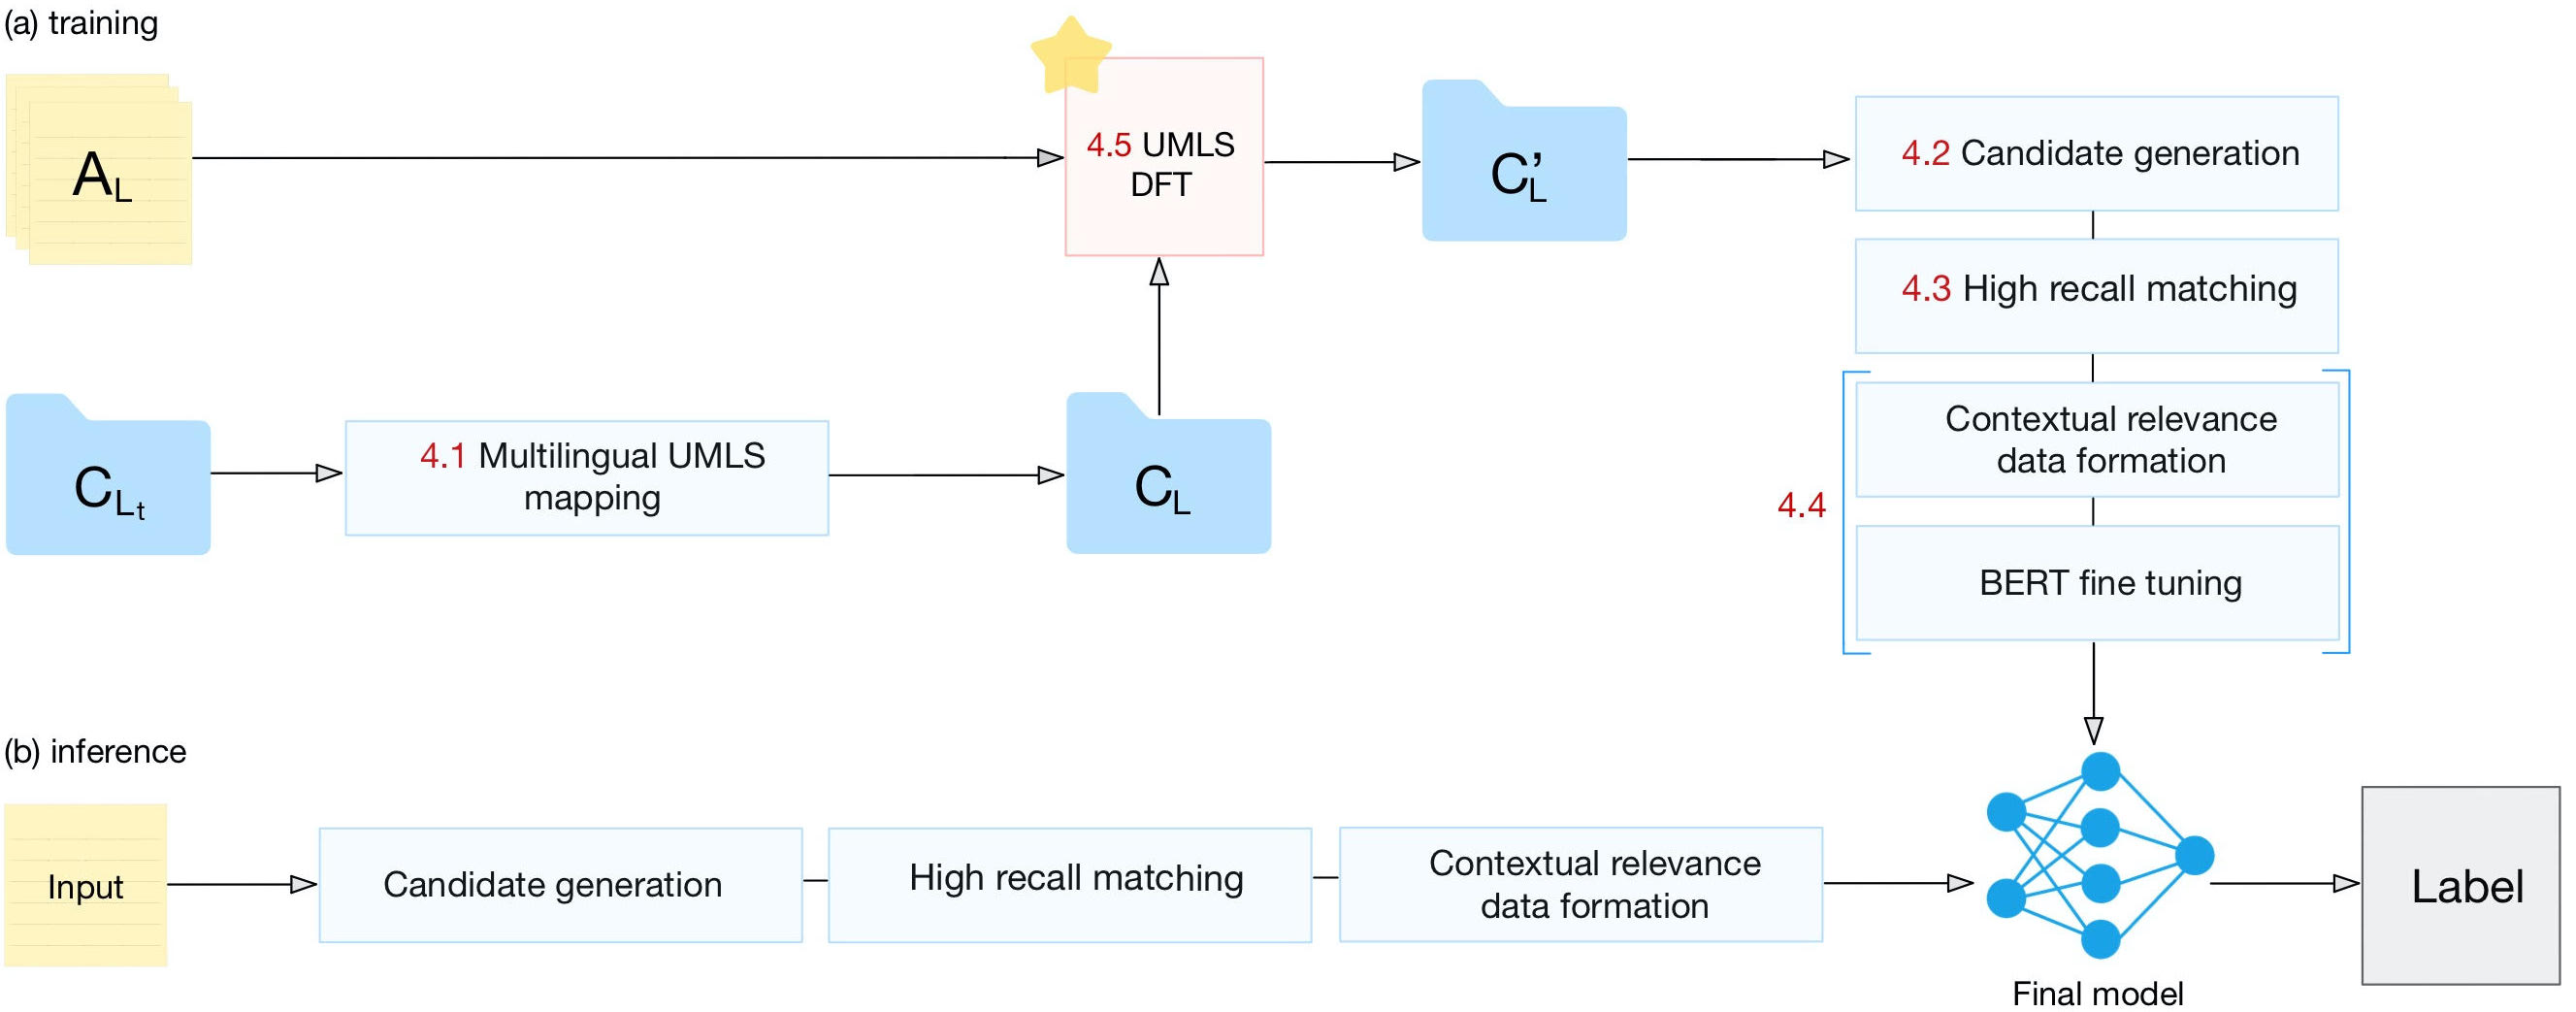 (a) training
A_L
4.5 UMLS
DFT
C'_L
4.2 Candidate generation
4.3 High recall matching
Contextual relevance
data formation
4.4
BERT fine tuning
C_{L_t}
4.1 Multilingual UMLS
mapping
C_L
(b) inference
Input
Candidate generation
High recall matching
Contextual relevance
data formation
Final model
Label